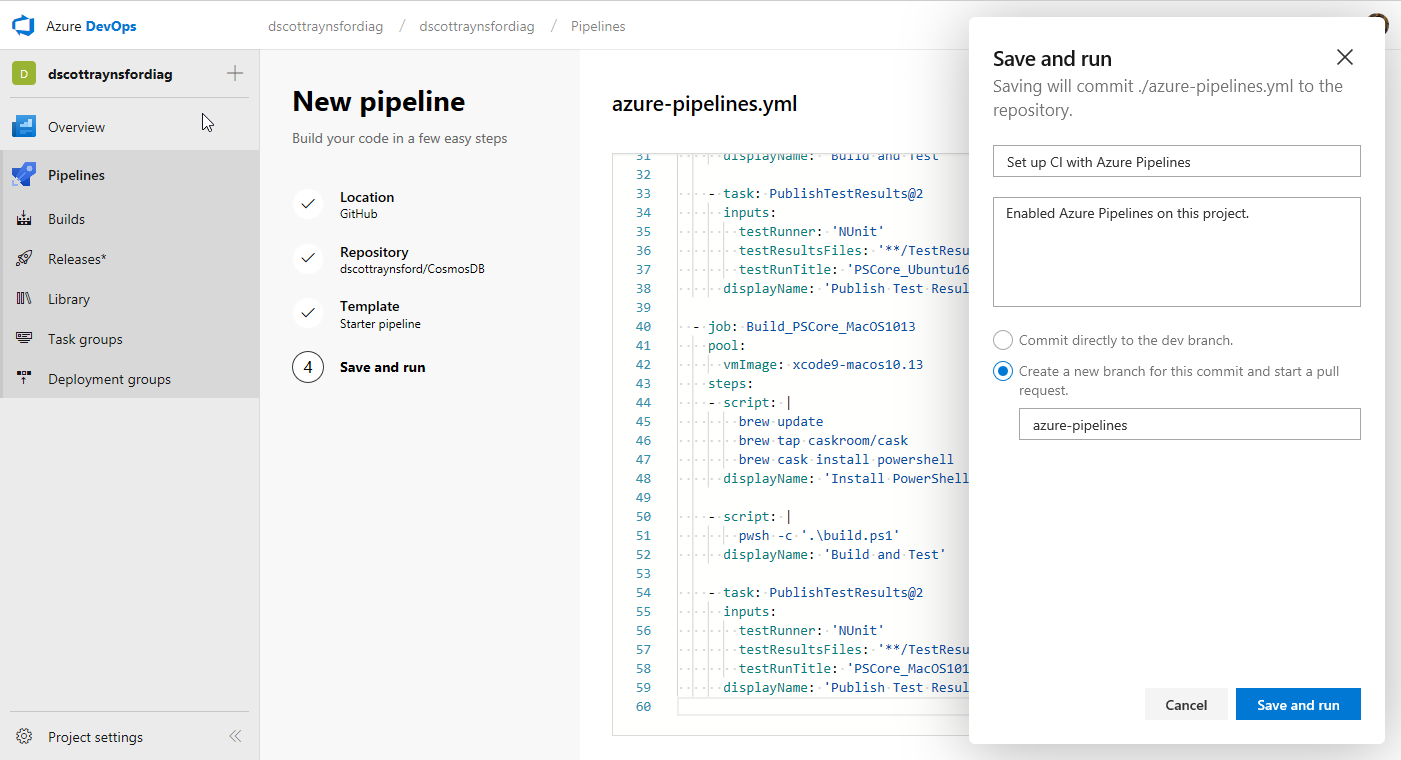 Azure DevOps
dscottraynsfordiag / dscottraynsfordiag / Pipelines
D dscottraynsfordiag
Overview
Pipelines
Builds
Releases*
Library
Task groups
Deployment groups
Project settings
New pipeline
Build your code in a few easy steps
Location
GitHub
Repository
dscottraynsford/CosmosDB
Template
Starter pipeline
4 Save and run
azure-pipelines.yml
31 displayName: 'Build and Test'
32
33 - task: PublishTestResults@2
34 inputs:
35 testRunner: 'NUnit'
36 testResultsFiles: '**/TestResu
37 testRunTitle: 'PSCore_Ubuntu16
38 displayName: 'Publish Test Resul
39
40 - job: Build_PSCore_MacOS1013
41 pool:
42 vmImage: xcode9-macos10.13
43 steps:
44 - script: |
45 brew update
46 brew tap caskroom/cask
47 brew cask install powershell
48 displayName: 'Install PowerShell
49
50 - script: |
51 pwsh -c '.\build.ps1'
52 displayName: 'Build and Test'
53
54 - task: PublishTestResults@2
55 inputs:
56 testRunner: 'NUnit'
57 testResultsFiles: '**/TestResu
58 testRunTitle: 'PSCore_MacOS101
59 displayName: 'Publish Test Resul
60
Save and run
Saving will commit ./azure-pipelines.yml to the
repository.
Set up CI with Azure Pipelines
Enabled Azure Pipelines on this project.
Commit directly to the dev branch.
Create a new branch for this commit and start a pull
request.
azure-pipelines
Cancel
Save and run